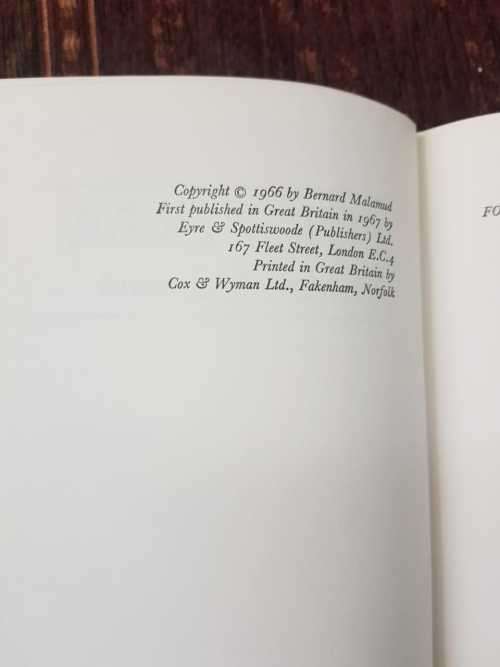 Copyright © 1966 by Bernard Malamud
First published in Great Britain in 1967 by
Eyre & Spottiswoode (Publishers) Ltd.
167 Fleet Street, London E.C.4
Printed in Great Britain by
Cox & Wyman Ltd., Fakenham, Norfolk
FO